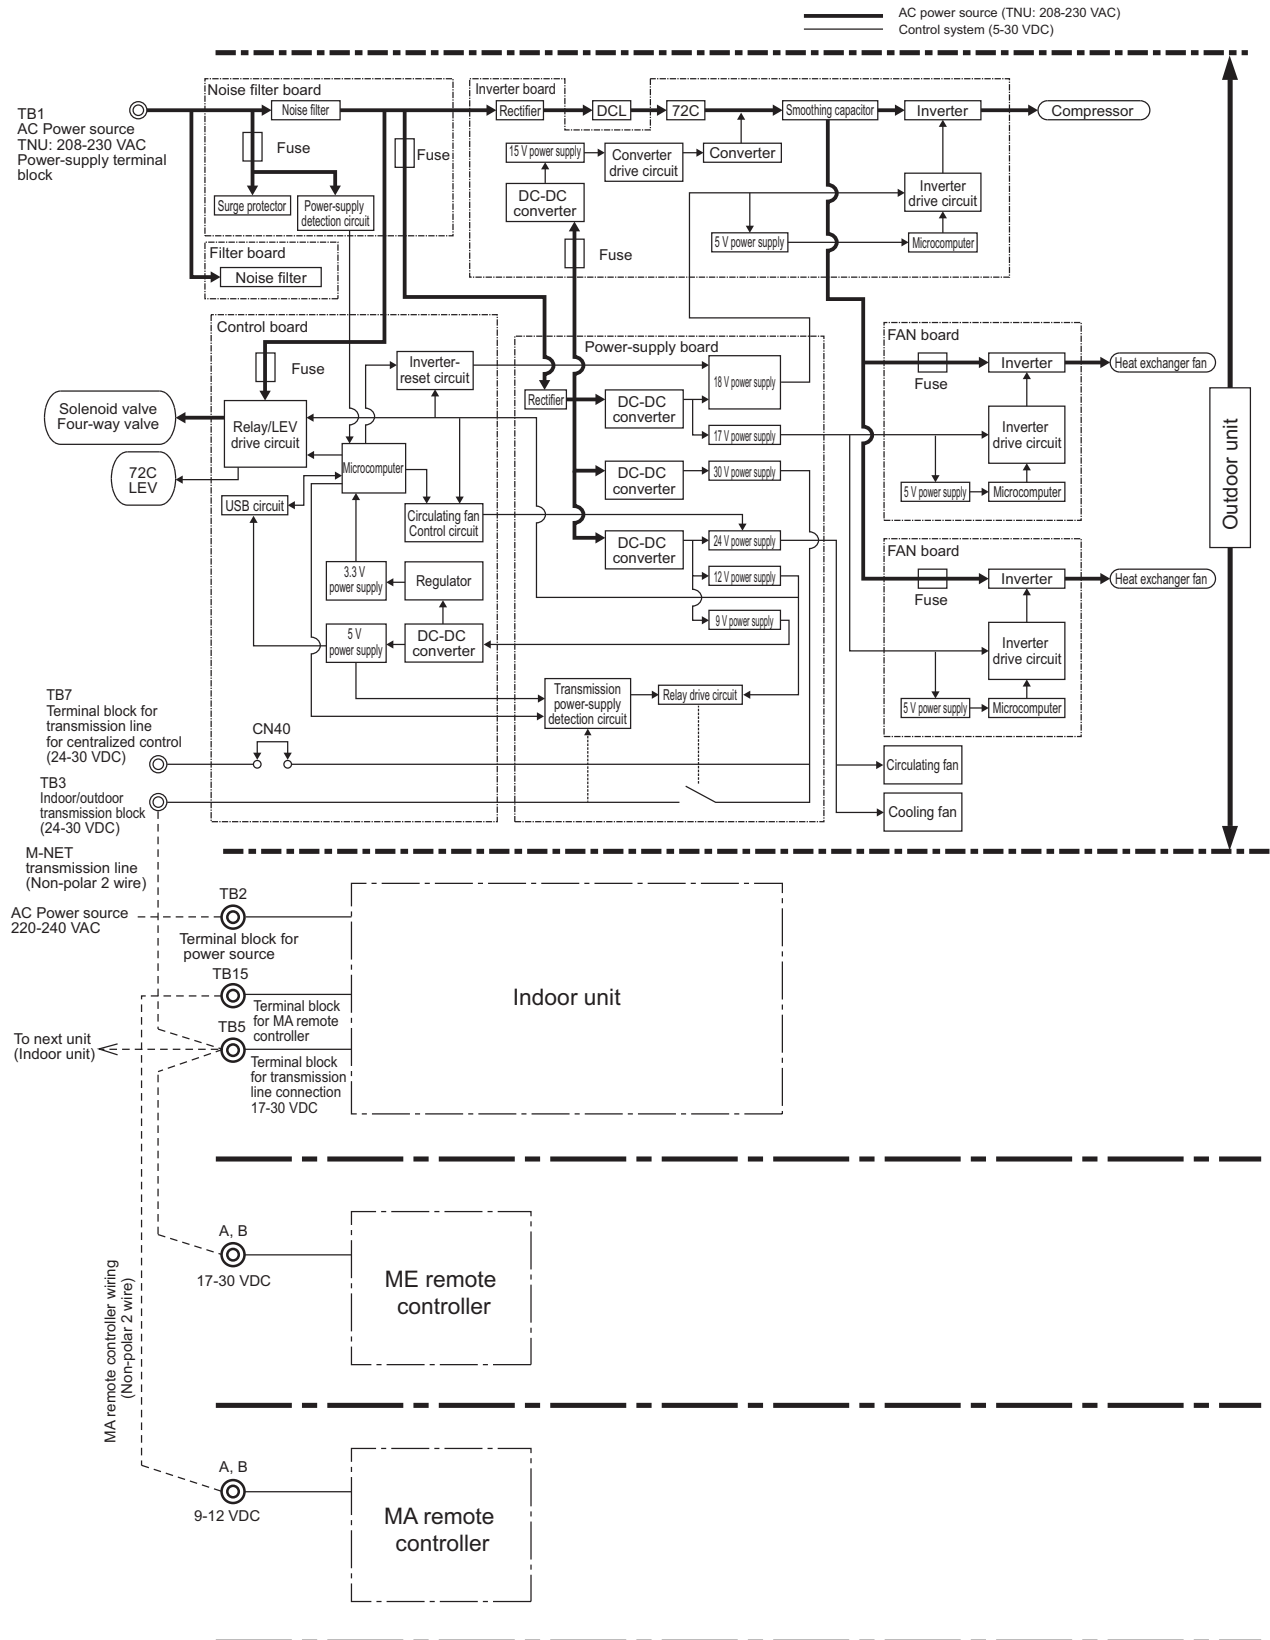 AC power source (TNU: 208-230 VAC)
Control system (5-30 VDC)
TB1
AC Power source
TNU: 208-230 VAC
Power-supply terminal
block
Noise filter board
Noise filter
Fuse
Fuse
Surge protector
Power-supply
detection circuit
Filter board
Noise filter
Inverter board
Rectifier
DCL
72C
Smoothing capacitor
Inverter
Compressor
15 V power supply
Converter
drive circuit
Converter
DC-DC
converter
Fuse
Inverter
drive circuit
5 V power supply
Microcomputer
Control board
Fuse
Inverter-
reset circuit
Solenoid valve
Four-way valve
Relay/LEV
drive circuit
72C
LEV
Microcomputer
USB circuit
Circulating fan
Control circuit
3.3 V
power supply
Regulator
5 V
power supply
DC-DC
converter
Power-supply board
Rectifier
DC-DC
converter
18 V power supply
17 V power supply
DC-DC
converter
30 V power supply
DC-DC
converter
24 V power supply
12 V power supply
9 V power supply
Transmission
power-supply
detection circuit
Relay drive circuit
FAN board
Fuse
Inverter
Heat exchanger fan
Inverter
drive circuit
5 V power supply
Microcomputer
FAN board
Fuse
Inverter
Heat exchanger fan
Inverter
drive circuit
5 V power supply
Microcomputer
Outdoor unit
Circulating fan
Cooling fan
TB7
Terminal block for
transmission line
for centralized control
(24-30 VDC)
CN40
TB3
Indoor/outdoor
transmission block
(24-30 VDC)
M-NET
transmission line
(Non-polar 2 wire)
AC Power source
220-240 VAC
TB2
Terminal block for
power source
TB15
Terminal block
for MA remote
controller
To next unit
(Indoor unit)
TB5
Terminal block
for transmission
line connection
17-30 VDC
Indoor unit
A, B
17-30 VDC
ME remote
controller
MA remote controller wiring
(Non-polar 2 wire)
A, B
9-12 VDC
MA remote
controller